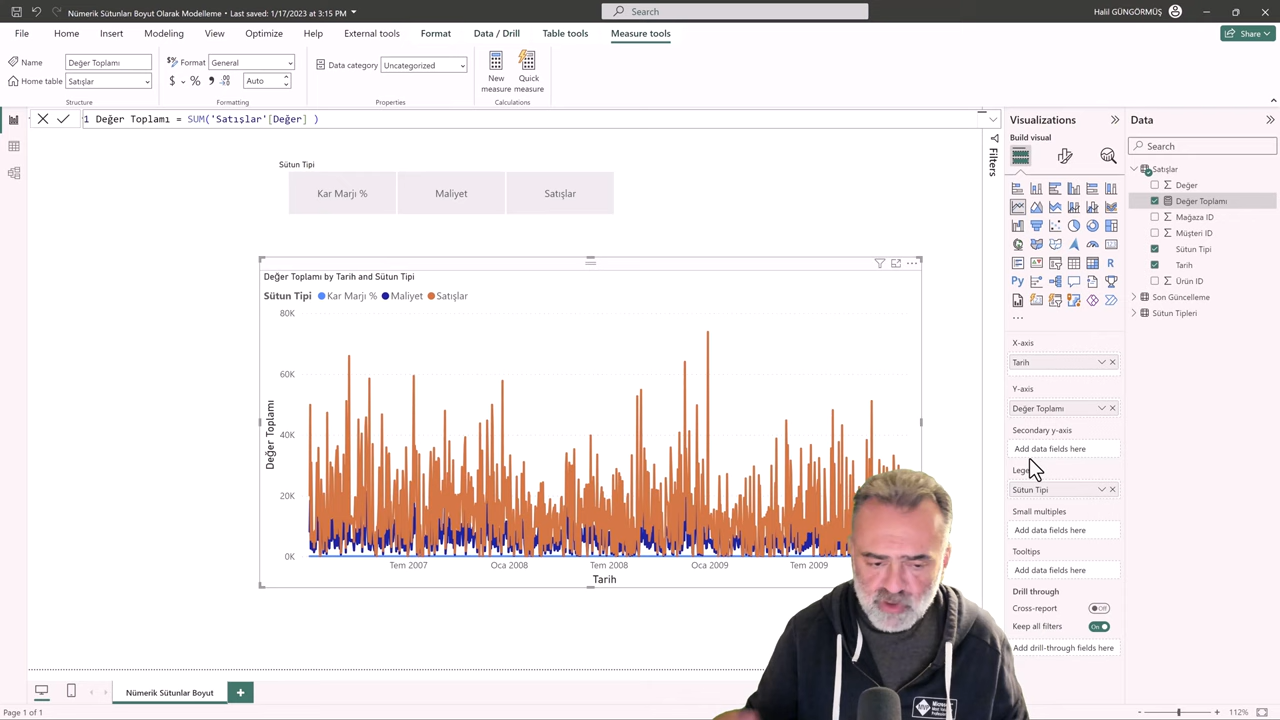 Nümerik Sütunları Boyut Olarak Modelleme • Last saved: 1/17/2023 at 3:15 PM
Search
Halil GÜNGÖRMÜŞ
File Home Insert Modeling View Optimize Help External tools Format Data / Drill Table tools Measure tools
Share
Name Değer Toplamı
Format General
Data category Uncategorized
Home table Satışlar
$ % Auto
New measure
Quick measure
Structure Formatting Properties Calculations
1 Değer Toplamı = SUM('Satışlar'[Değer] )
Sütun Tipi
Kar Marjı % Maliyet Satışlar
Değer Toplamı by Tarih and Sütun Tipi
Sütun Tipi Kar Marjı % Maliyet Satışlar
80K
60K
40K
20K
0K
Değer Toplamı
Tem 2007 Oca 2008 Tem 2008 Oca 2009 Tem 2009
Tarih
Filters
Visualizations
Build visual
R
Py
X-axis
Tarih
Y-axis
Değer Toplamı
Secondary y-axis
Add data fields here
Sütun Tipi
Small multiples
Add data fields here
Tooltips
Add data fields here
Drill through
Cross-report Off
Keep all filters On
Add drill-through fields here
Data
Search
Satışlar
Değer
Değer Toplamı
Mağaza ID
Müşteri ID
Sütun Tipi
Tarih
Ürün ID
Son Güncelleme
Sütun Tipleri
Nümerik Sütunlar Boyut
Page 1 of 1
112%